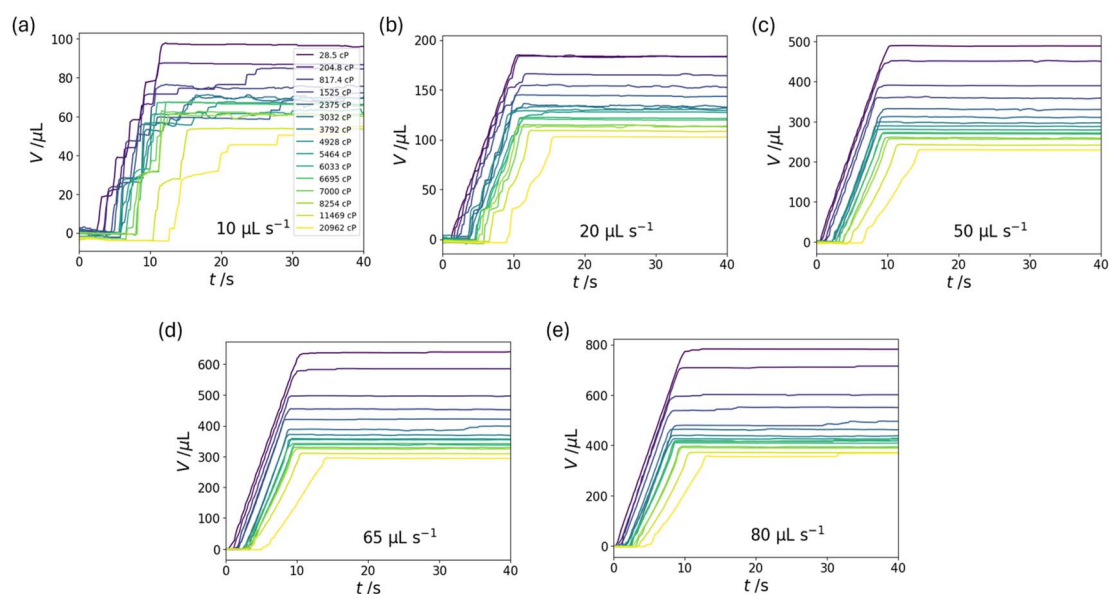 (a)
100
80
60
40
20
0
V /µL
0 10 20 30 40
t /s
28.5 cP
204.8 cP
817.4 cP
1525 cP
2375 cP
3032 cP
3792 cP
4928 cP
5464 cP
6033 cP
6695 cP
7000 cP
8254 cP
11469 cP
20962 cP
10 µL s⁻¹
(b)
200
150
100
50
0
V /µL
0 10 20 30 40
t /s
20 µL s⁻¹
(c)
500
400
300
200
100
0
V /µL
0 10 20 30 40
t /s
50 µL s⁻¹
(d)
600
500
400
300
200
100
0
V /µL
0 10 20 30 40
t /s
65 µL s⁻¹
(e)
800
600
400
200
0
V /µL
0 10 20 30 40
t /s
80 µL s⁻¹